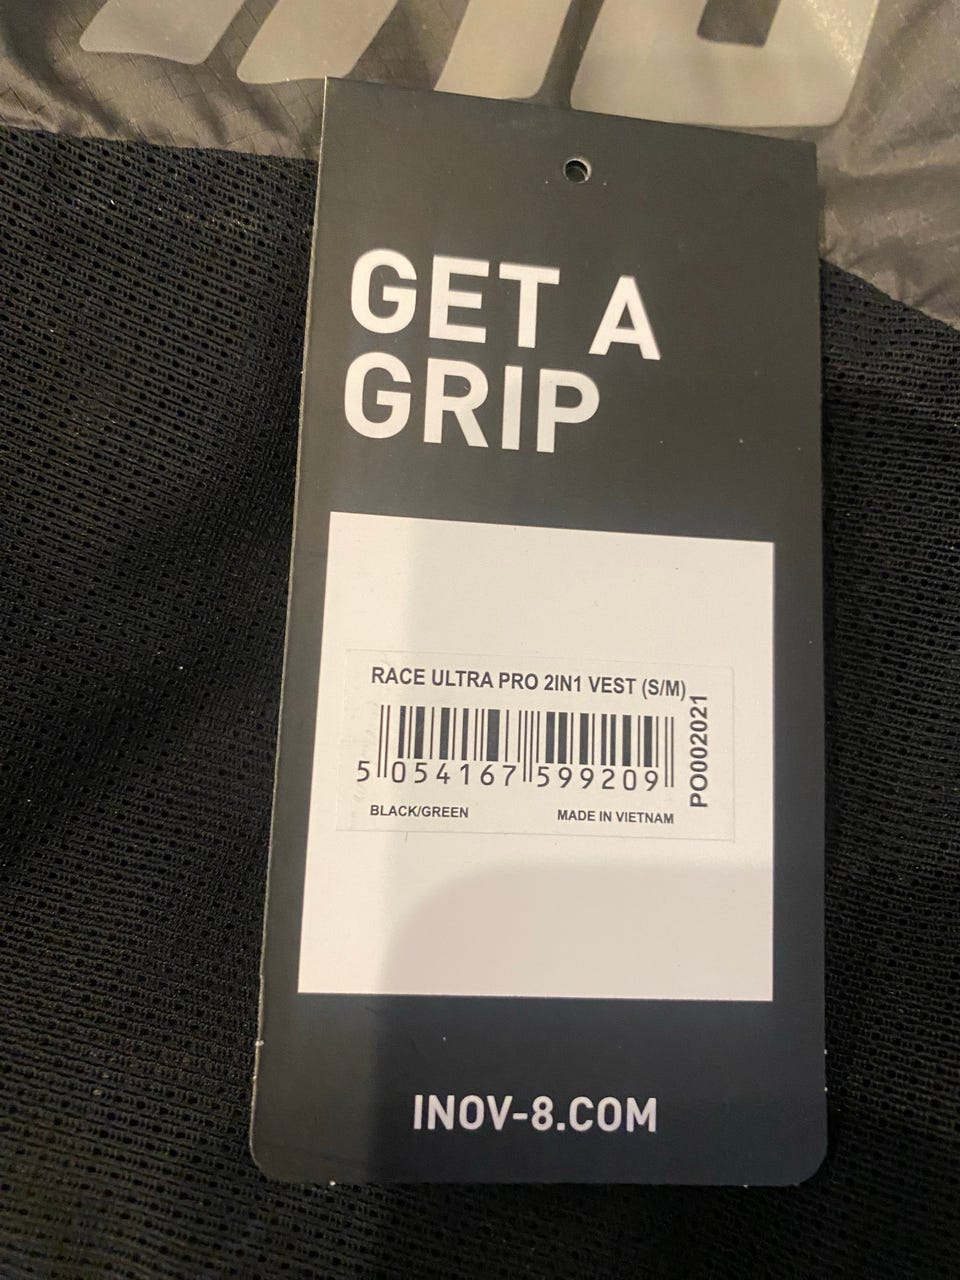 GET A
GRIP
RACE ULTRA PRO 2IN1 VEST (S/M)
PO002021
5 054167 599209
BLACK/GREEN
MADE IN VIETNAM
INOV-8.COM